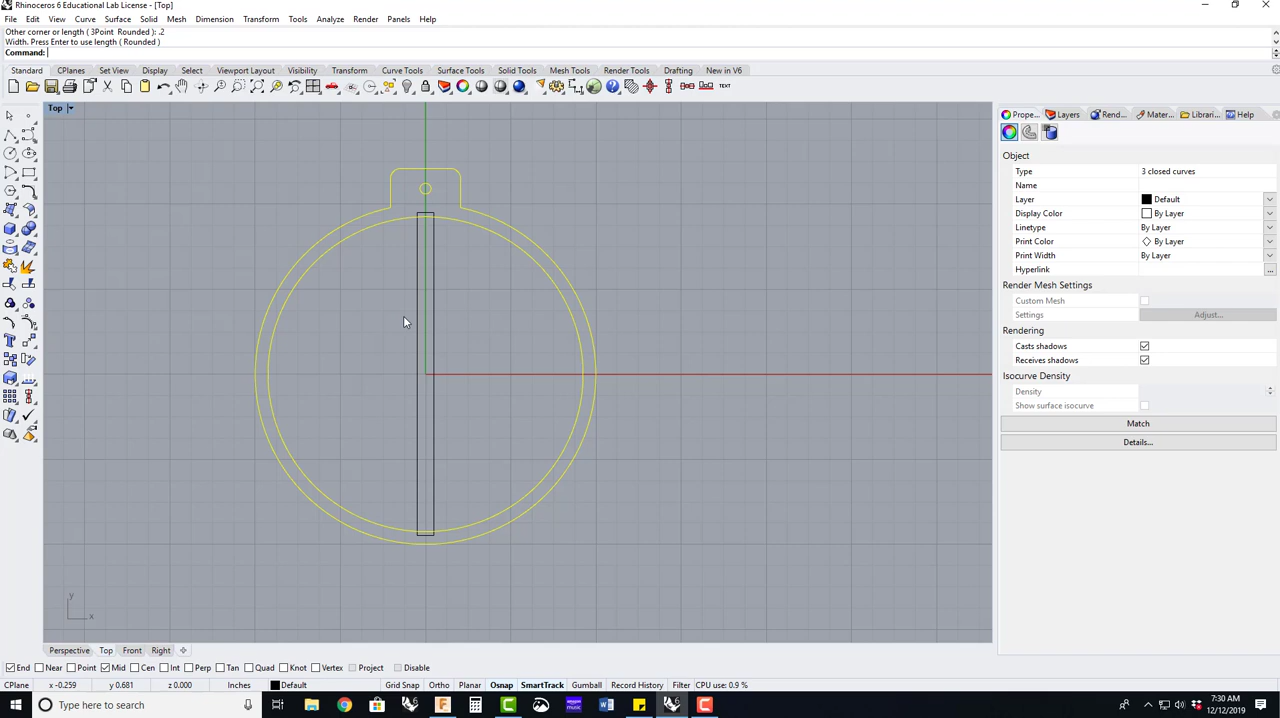 Rhinoceros 6 Educational Lab License - [Top]
File Edit View Curve Surface Solid Mesh Dimension Transform Tools Analyze Render Panels Help
Other corner or length ( 3Point Rounded ): .2
Width. Press Enter to use length ( Rounded )
Command:
Standard CPlanes Set View Display Select Viewport Layout Visibility Transform Curve Tools Surface Tools Solid Tools Mesh Tools Render Tools Drafting New in V6
TEXT
Top
Prope... Layers Rend... Mater... Librari... Help
Object
Type 3 closed curves
Name
Layer Default
Display Color By Layer
Linetype By Layer
Print Color By Layer
Print Width By Layer
Hyperlink ...
Render Mesh Settings
Custom Mesh
Settings Adjust...
Rendering
Casts shadows
Receives shadows
Isocurve Density
Density
Show surface isocurve
Match
Details...
y
x
Perspective Top Front Right
End Near Point Mid Cen Int Perp Tan Quad Knot Vertex Project Disable
CPlane x -0.259 y 0.681 z 0.000 Inches Default Grid Snap Ortho Planar Osnap SmartTrack Gumball Record History Filter CPU use: 0.9 %
Type here to search
7:30 AM
12/12/2019